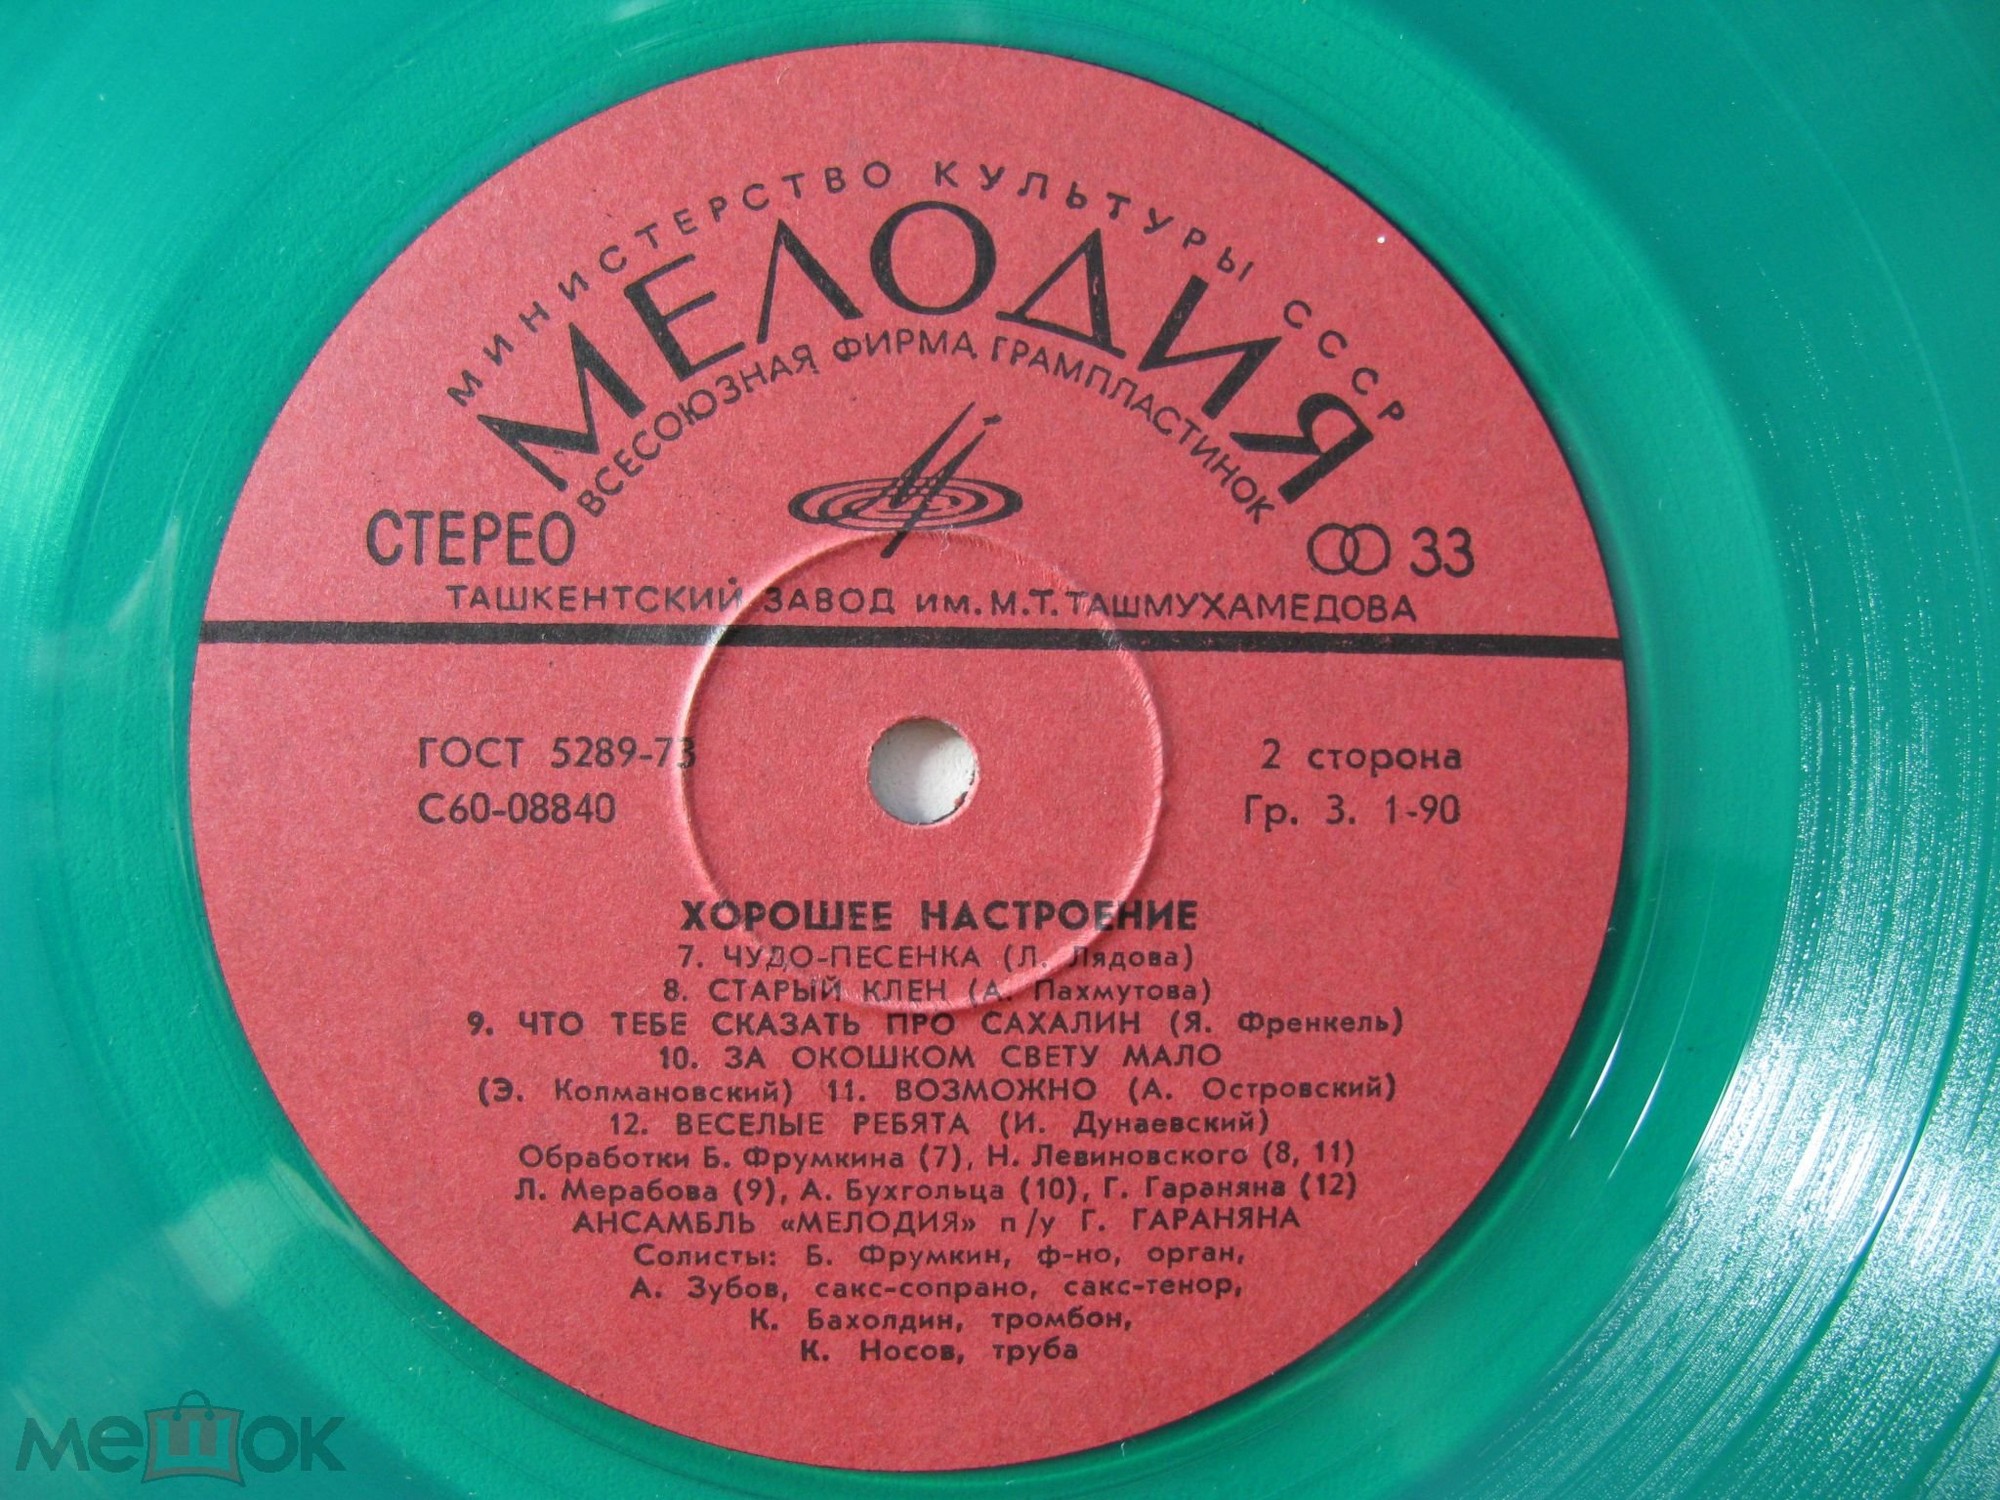 МИНИСТЕРСТВО КУЛЬТУРЫ СССР
МЕЛОДИЯ
ВСЕСОЮЗНАЯ ФИРМА ГРАМПЛАСТИНОК
СТЕРЕО
33
ТАШКЕНТСКИЙ ЗАВОД ИМ. М.Т. ТАШМУХАМЕДОВА
ГОСТ 5289-73
2 сторона
С60-08840
Гр. 3. 1-90
ХОРОШЕЕ НАСТРОЕНИЕ
7. ЧУДО-ПЕСЕНКА (Л. Лядова)
8. СТАРЫЙ КЛЕН (А. Пахмутова)
9. ЧТО ТЕБЕ СКАЗАТЬ ПРО САХАЛИН (Я. Френкель)
10. ЗА ОКОШКОМ СВЕТУ МАЛО
(Э. Колмановский) 11. ВОЗМОЖНО (А. Островский)
12. ВЕСЕЛЫЕ РЕБЯТА (И. Дунаевский)
Обработки Б. Фрумкина (7), Н. Левиновского (8, 11)
Л. Мерабова (9), А. Бухгольца (10), Г. Гараняна (12)
АНСАМБЛЬ «МЕЛОДИЯ» п/у Г. ГАРАНЯНА
Солисты: Б. Фрумкин, ф-но, орган,
А. Зубов, сакс-сопрано, сакс-тенор,
К. Бахолдин, тромбон,
К. Носов, труба
мешок